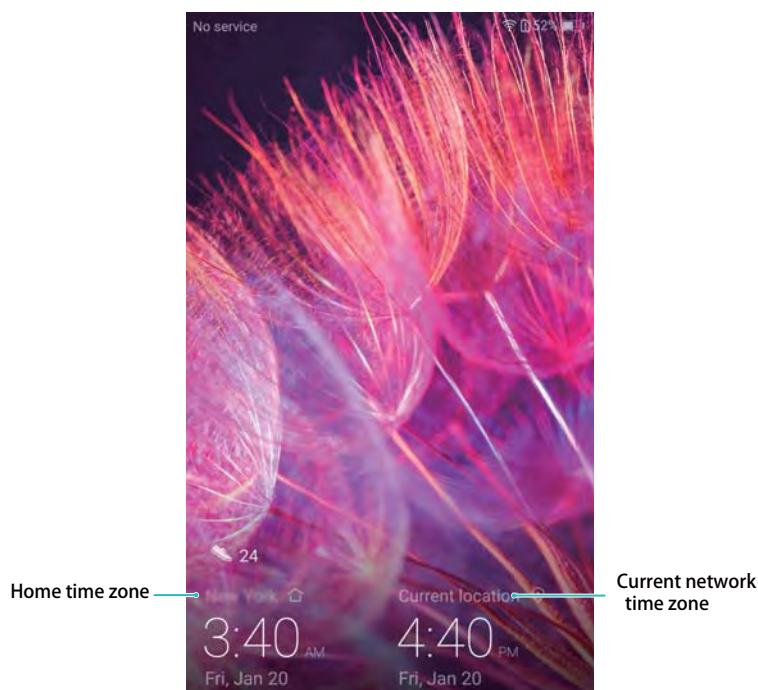 No service
52%
24
Home time zone
New York
Current location
Current network
time zone
3:40 AM
4:40 PM
Fri, Jan 20
Fri, Jan 20